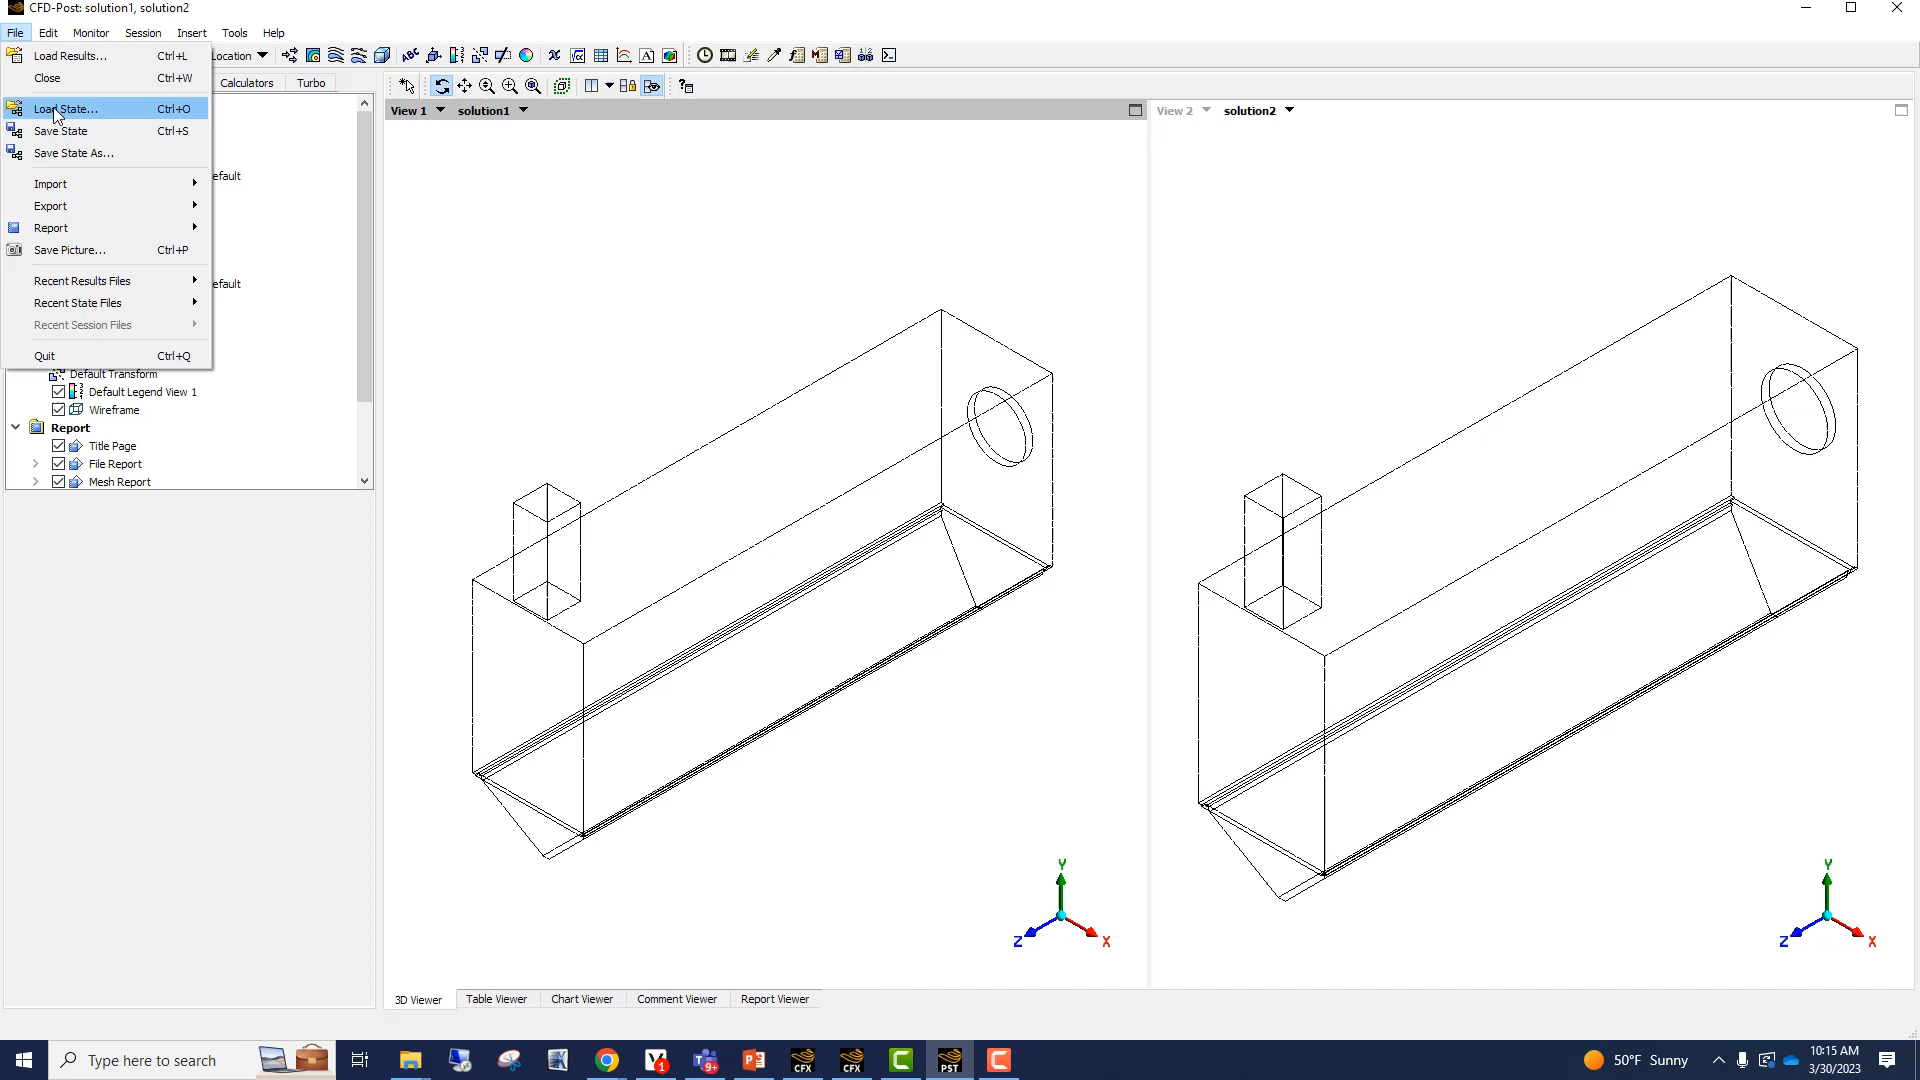 CFD-Post: solution1, solution2
File Edit Monitor Session Insert Tools Help
Load Results... Ctrl+L
Close Ctrl+W
Load State... Ctrl+O
Save State Ctrl+S
Save State As...
Import
Export
Report
Save Picture... Ctrl+P
Recent Results Files
Recent State Files
Recent Session Files
Quit Ctrl+Q
Location
Calculators Turbo
efault
efault
Default Transform
Default Legend View 1
Wireframe
Report
Title Page
File Report
Mesh Report
View 1 solution1
View 2 solution2
Y
Z
X
Y
Z
X
3D Viewer Table Viewer Chart Viewer Comment Viewer Report Viewer
Type here to search
1
9+
CFX
CFX
PST
50°F Sunny
10:15 AM
3/30/2023